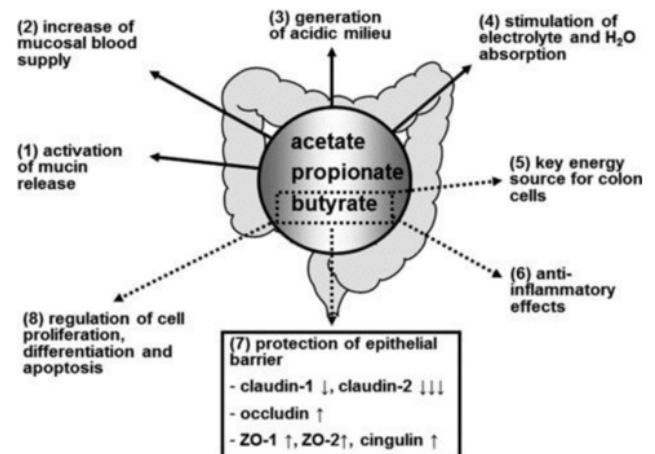 (2) increase of
mucosal blood
supply
(3) generation
of acidic milieu
(4) stimulation of
electrolyte and H₂O
absorption
(1) activation
of mucin
release
acetate
propionate
butyrate
(5) key energy
source for colon
cells
(6) anti-
inflammatory
effects
(8) regulation of cell
proliferation,
differentiation and
apoptosis
(7) protection of epithelial
barrier
- claudin-1 ↓, claudin-2 ↓↓↓
- occludin ↑
- ZO-1 ↑, ZO-2↑, cingulin ↑